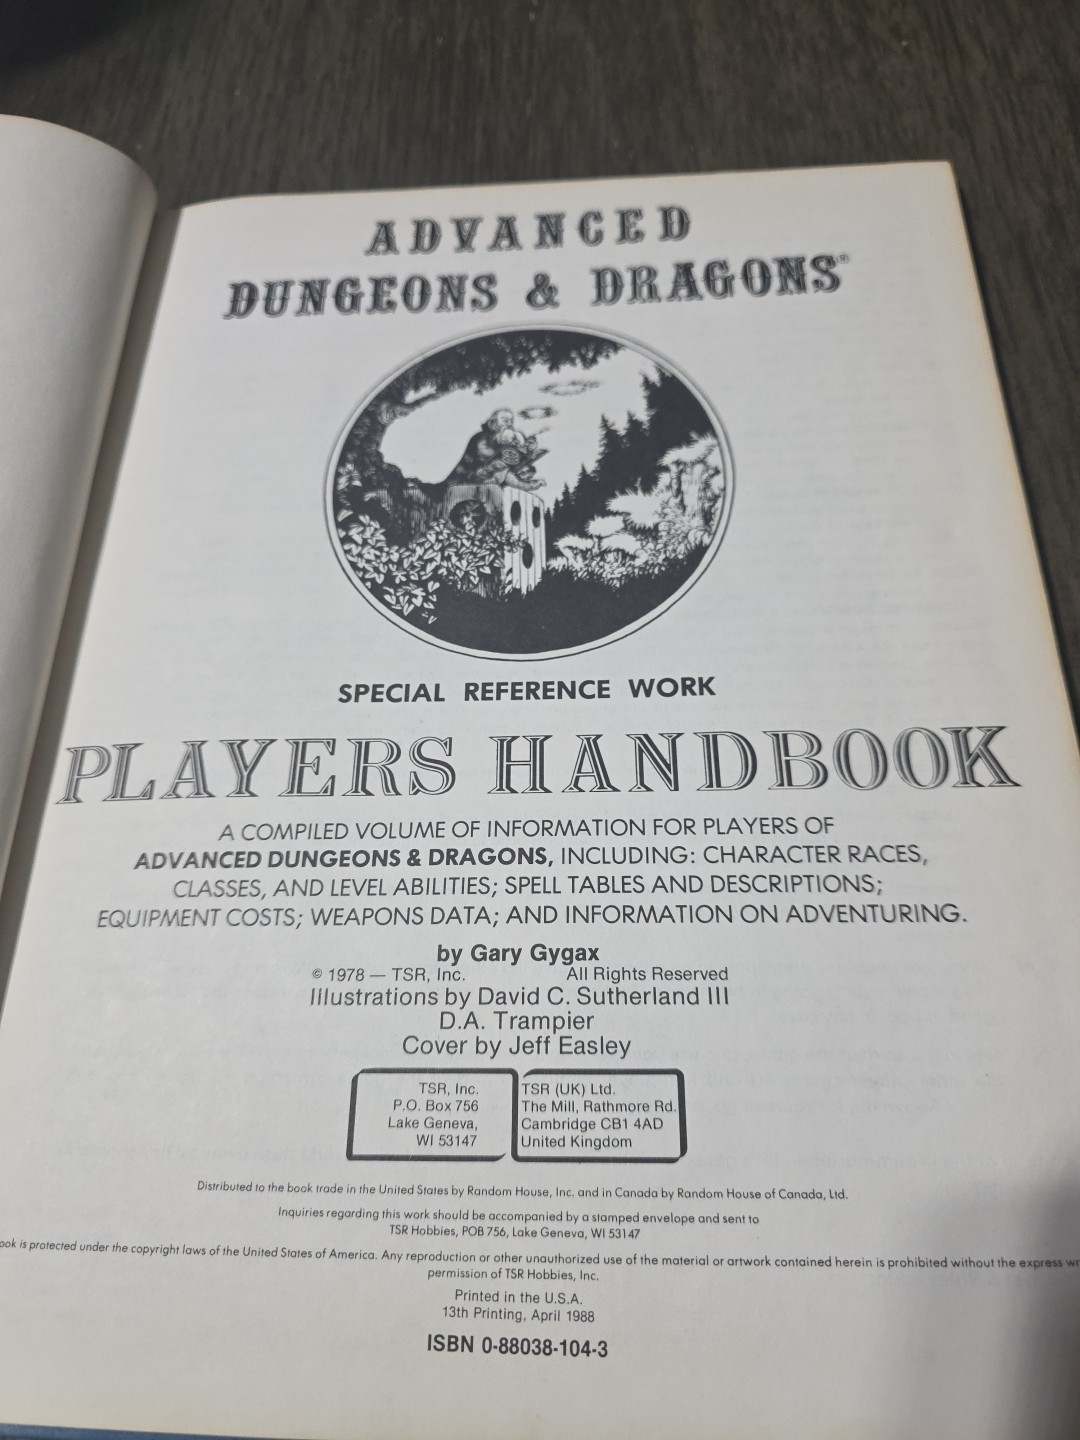 ADVANCED
DUNGEONS & DRAGONS®
SPECIAL REFERENCE WORK
PLAYERS HANDBOOK
A COMPILED VOLUME OF INFORMATION FOR PLAYERS OF
ADVANCED DUNGEONS & DRAGONS, INCLUDING: CHARACTER RACES,
CLASSES, AND LEVEL ABILITIES; SPELL TABLES AND DESCRIPTIONS;
EQUIPMENT COSTS; WEAPONS DATA; AND INFORMATION ON ADVENTURING.
by Gary Gygax
© 1978 — TSR, Inc. All Rights Reserved
Illustrations by David C. Sutherland III
D.A. Trampier
Cover by Jeff Easley
TSR, Inc.
P.O. Box 756
Lake Geneva,
WI 53147
TSR (UK) Ltd.
The Mill, Rathmore Rd.
Cambridge CB1 4AD
United Kingdom
Distributed to the book trade in the United States by Random House, Inc. and in Canada by Random House of Canada, Ltd.
Inquiries regarding this work should be accompanied by a stamped envelope and sent to
TSR Hobbies, POB 756, Lake Geneva, WI 53147
ook is protected under the copyright laws of the United States of America. Any reproduction or other unauthorized use of the material or artwork contained herein is prohibited without the express wr
permission of TSR Hobbies, Inc.
Printed in the U.S.A.
13th Printing, April 1988
ISBN 0-88038-104-3